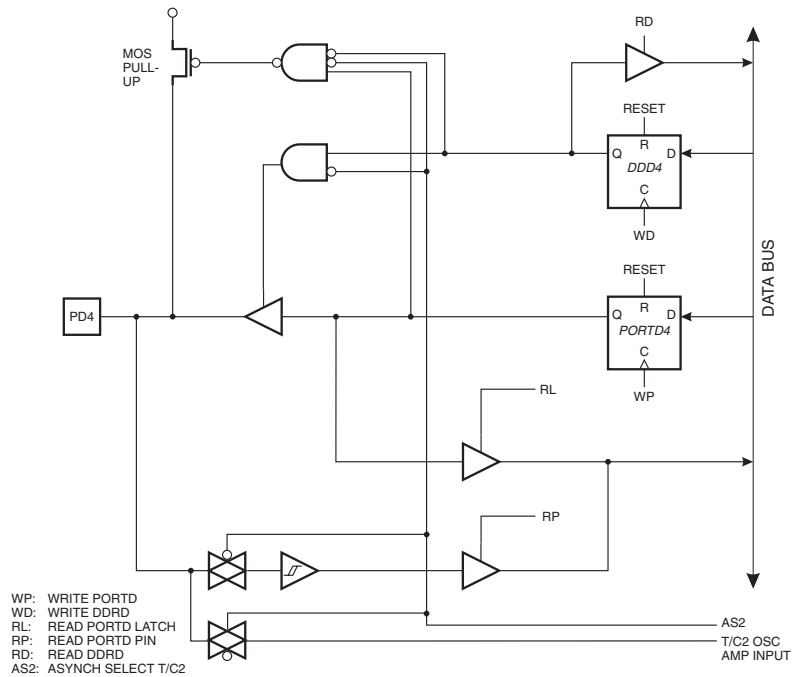 RD
MOS
PULL-
UP
RESET
R
Q
D
DDD4
C
WD
DATA BUS
RESET
R
Q
D
PD4
PORTD4
C
WP
RL
RP
WP: WRITE PORTD
WD: WRITE DDRD
RL: READ PORTD LATCH
RP: READ PORTD PIN
RD: READ DDRD
AS2: ASYNCH SELECT T/C2
AS2
T/C2 OSC
AMP INPUT